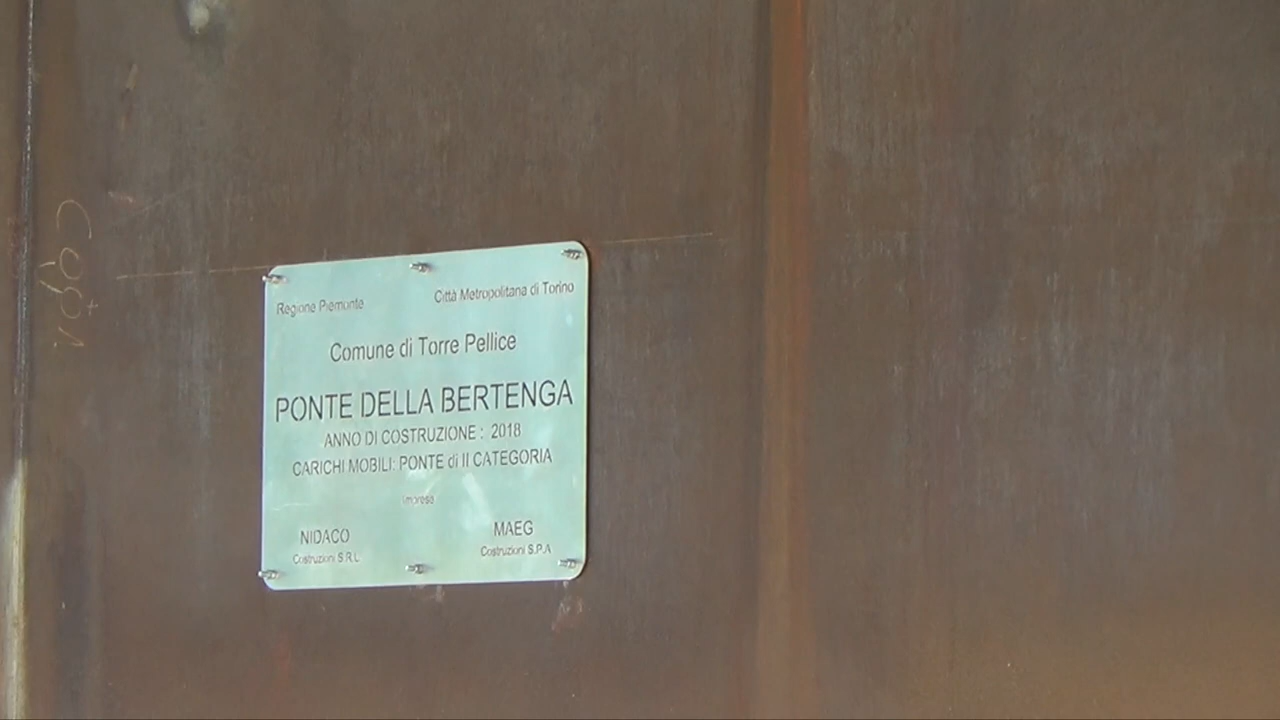 Regione Piemonte Città Metropolitana di Torino
Comune di Torre Pellice
PONTE DELLA BERTENGA
ANNO DI COSTRUZIONE : 2018
CARICHI MOBILI: PONTE di II CATEGORIA
Imprese
NIDACO MAEG
Costruzioni S.R.L Costruzioni S.P.A